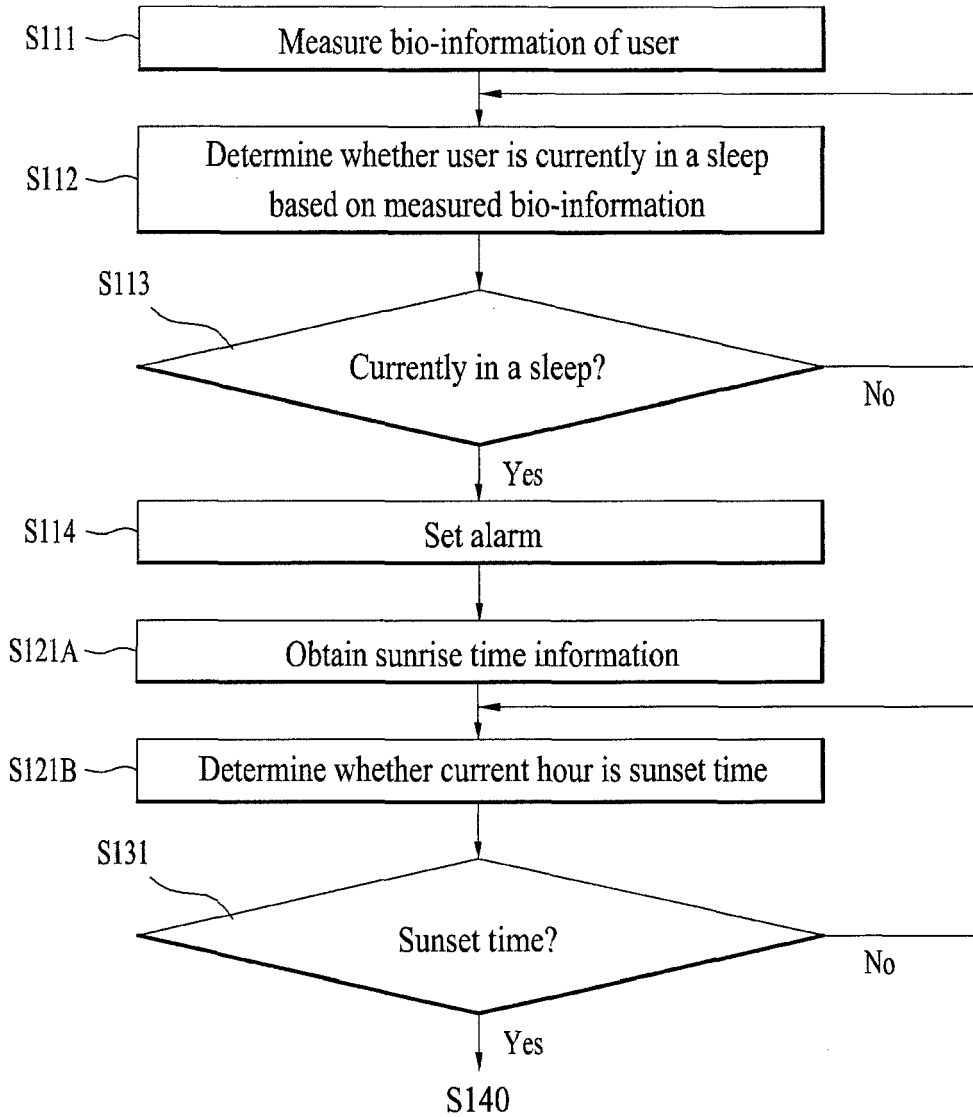 S111
Measure bio-information of user
S112
Determine whether user is currently in a sleep
based on measured bio-information
S113
Currently in a sleep?
No
Yes
S114
Set alarm
S121A
Obtain sunrise time information
S121B
Determine whether current hour is sunset time
S131
Sunset time?
No
Yes
S140